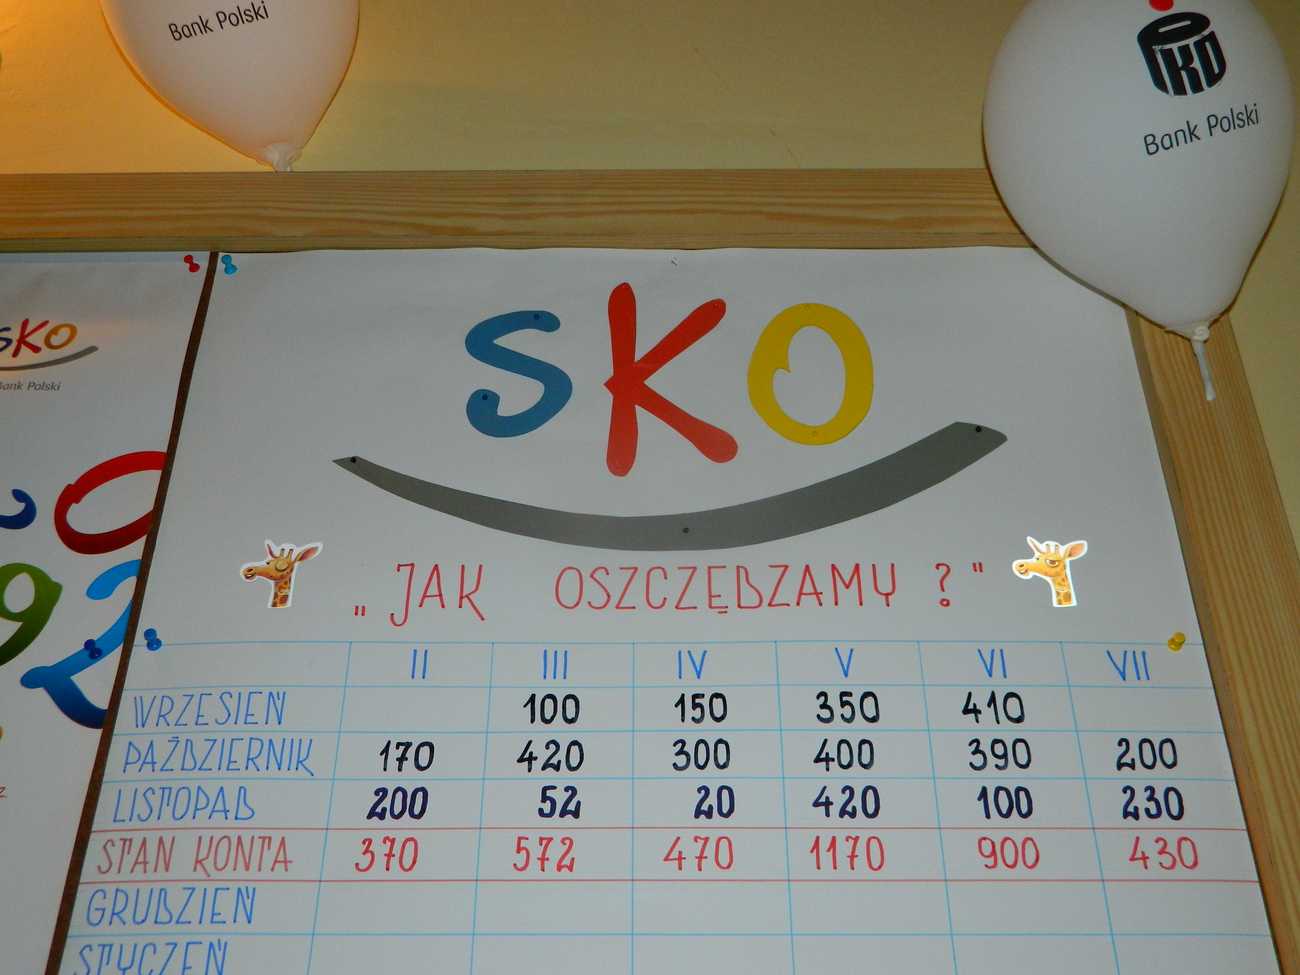 Bank Polski
PKO
Bank Polski
SKO
Bank Polski
SKO
„JAK OSZCZĘDZAMY?"
II III IV V VI VII
WRZESIEŃ 100 150 350 410
PAŹDZIERNIK 170 420 300 400 390 200
LISTOPAD 200 52 20 420 100 230
STAN KONTA 370 572 470 1170 900 430
GRUDZIEŃ
STYCZEŃ